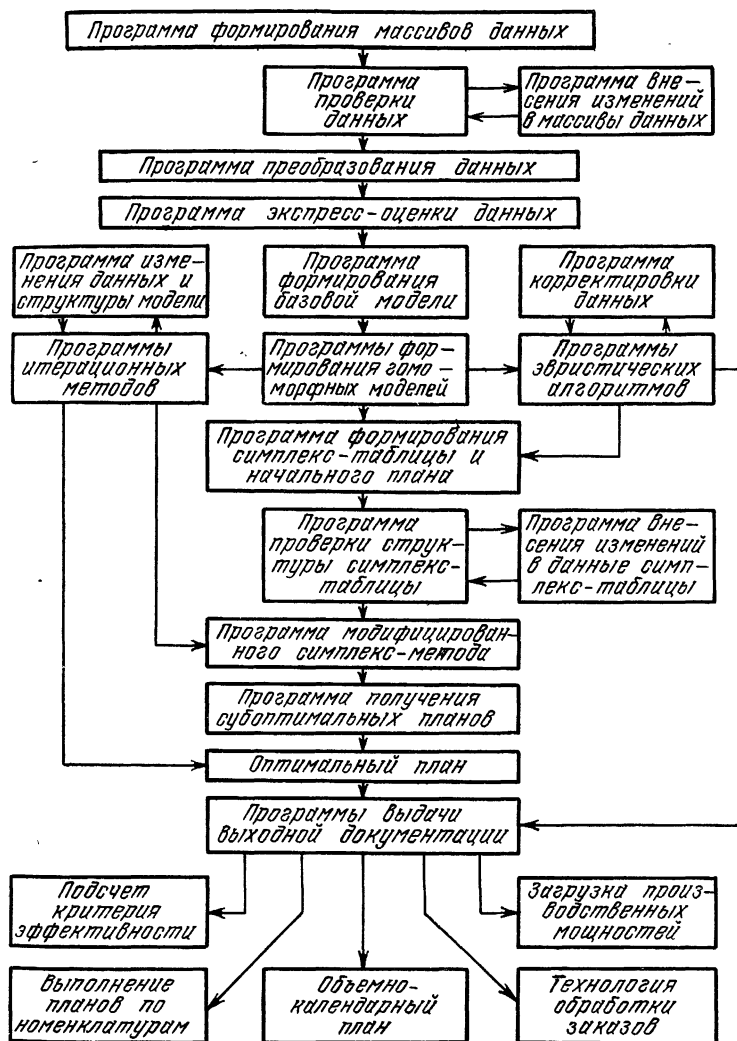 Программа формирования массивов данных
Программа
проверки
данных
Программа вне-
сения изменений
в массивы данных
Программа преобразования данных
Программа экспресс-оценки данных
Программа изме-
нения данных и
структуры модели
Программа
формирования
базовой модели
Программа
корректировки
данных
Программы
итерационных
методов
Программы фор-
мирования гомо-
морфных моделей
Программы
эвристических
алгоритмов
Программа формирования
симплекс-таблицы и
начального плана
Программа
проверки струк-
туры симплекс-
таблицы
Программа вне-
сения изменений
в данные симп-
лекс-таблицы
Программа модифицирован-
ного симплекс-метода
Программа получения
субоптимальных планов
Оптимальный план
Программы выдачи
выходной документации
Подсчет
критерия
эффективности
Загрузка произ-
водственных
мощностей
Выполнение
планов по
номенклатурам
Объемно-
календарный
план
Технология
обработки
заказов